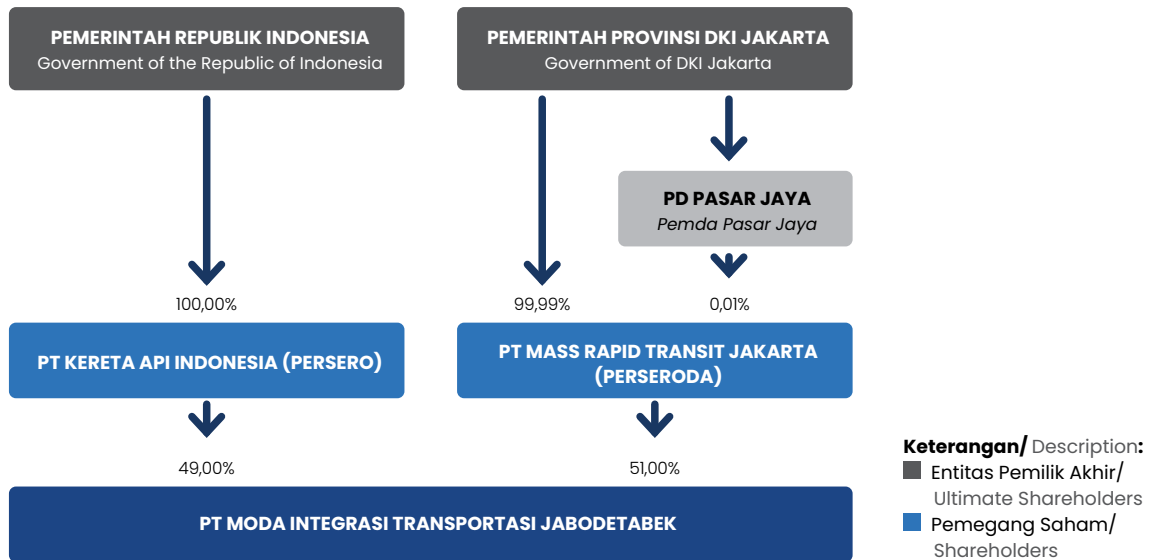 PEMERINTAH REPUBLIK INDONESIA
Government of the Republic of Indonesia
PEMERINTAH PROVINSI DKI JAKARTA
Government of DKI Jakarta
PD PASAR JAYA
Pemda Pasar Jaya
100,00%
99,99%
0,01%
PT KERETA API INDONESIA (PERSERO)
PT MASS RAPID TRANSIT JAKARTA
(PERSERODA)
49,00%
51,00%
PT MODA INTEGRASI TRANSPORTASI JABODETABEK
Keterangan/ Description:
Entitas Pemilik Akhir/
Ultimate Shareholders
Pemegang Saham/
Shareholders